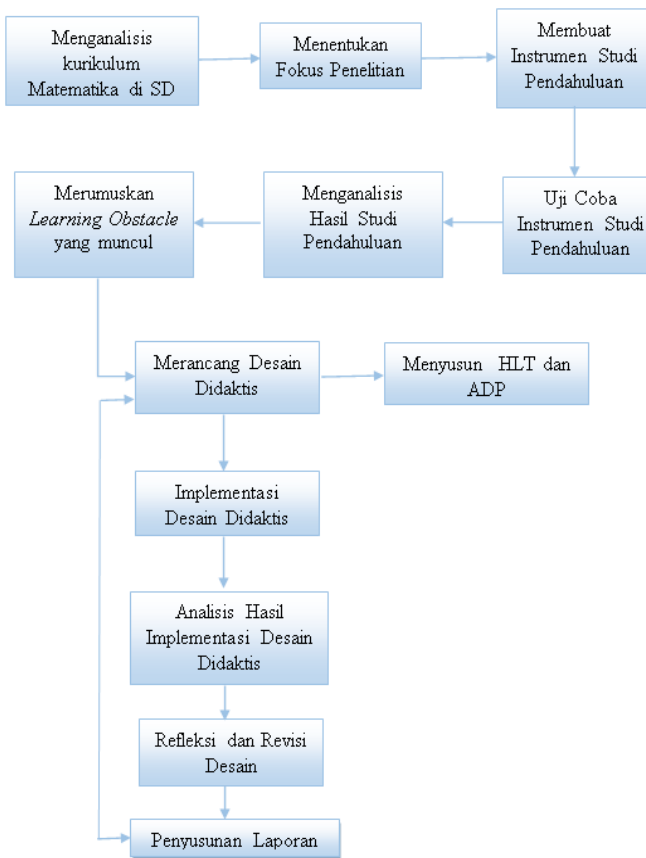 Menganalisis
kurikulum
Matematika di SD
Menentukan
Fokus Penelitian
Membuat
Instrumen Studi
Pendahuluan
Uji Coba
Instrumen Studi
Pendahuluan
Menganalisis
Hasil Studi
Pendahuluan
Merumuskan
Learning Obstacle
yang muncul
Merancang Desain
Didaktis
Menyusun HLT dan
ADP
Implementasi
Desain Didaktis
Analisis Hasil
Implementasi Desain
Didaktis
Refleksi dan Revisi
Desain
Penyusunan Laporan